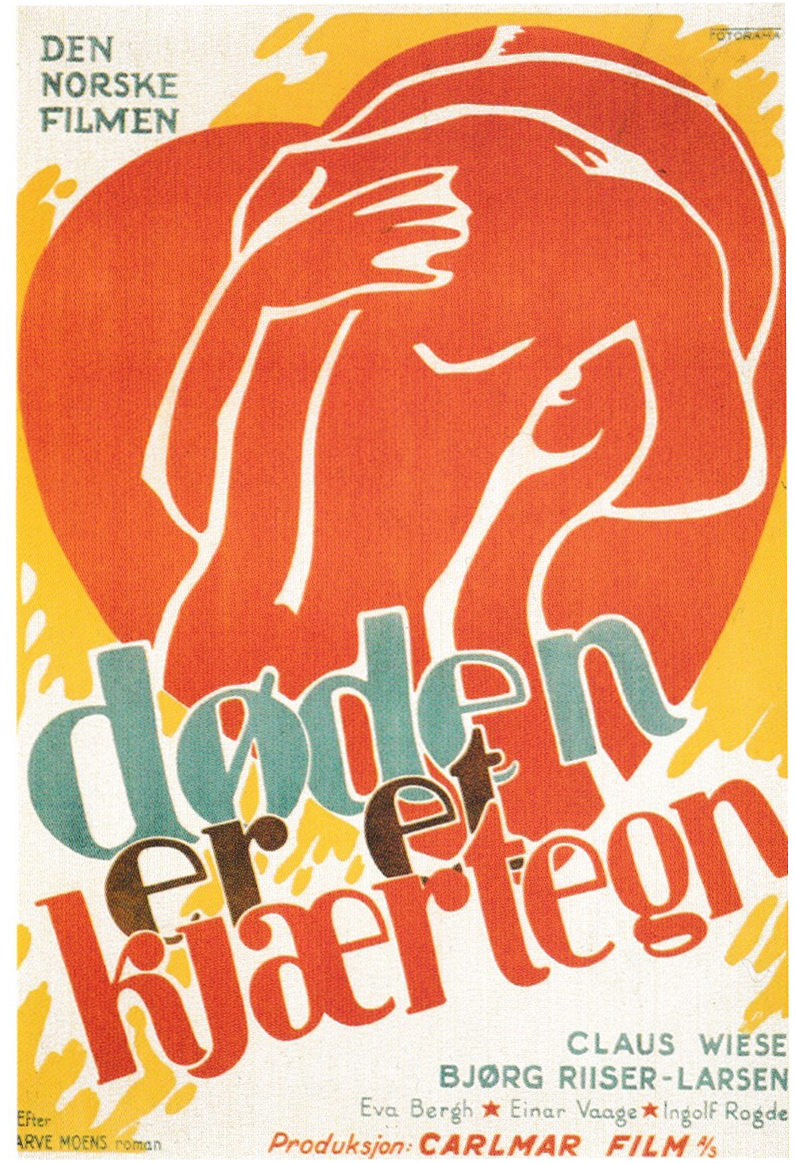 DEN
NORSKE
FILMEN
FOTORAMA
døden
er et
kjærtegn
CLAUS WIESE
BJØRG RIISER-LARSEN
Eva Bergh ★ Einar Vaage ★ Ingolf Rogde
Efter
ARVE MOENS roman
Produksjon: CARLMAR FILM A/S